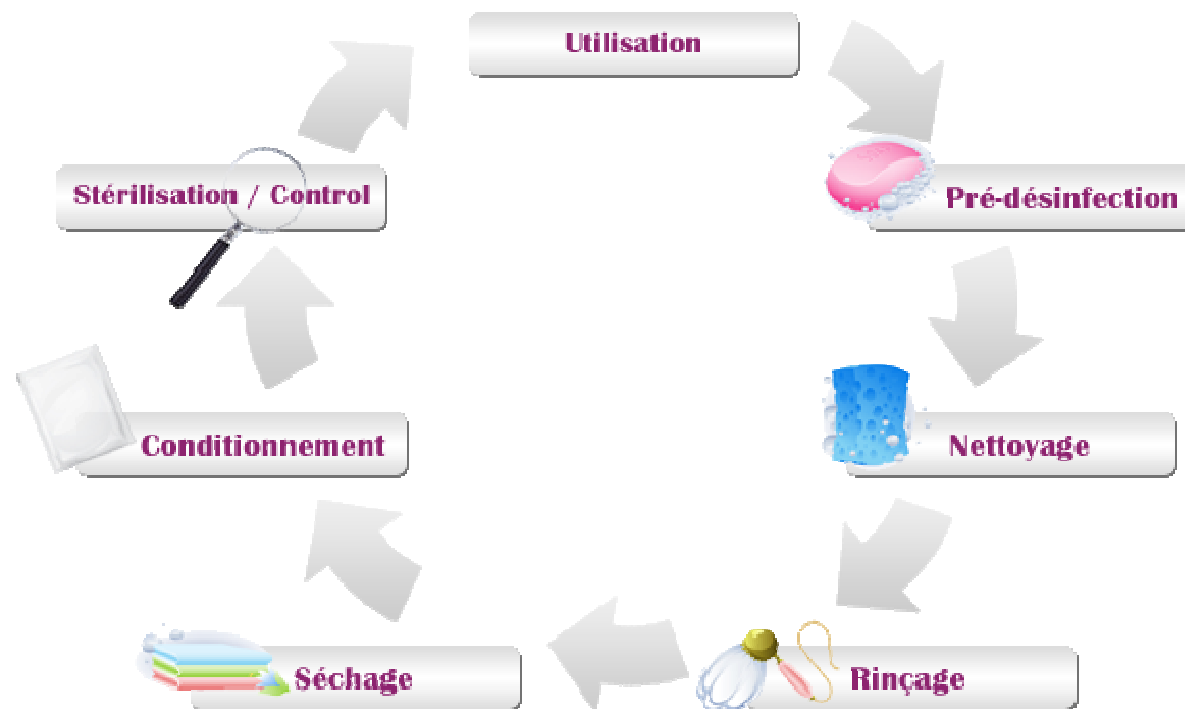 Utilisation
Pré-désinfection
Nettoyage
Rinçage
Séchage
Conditionnement
Stérilisation / Control